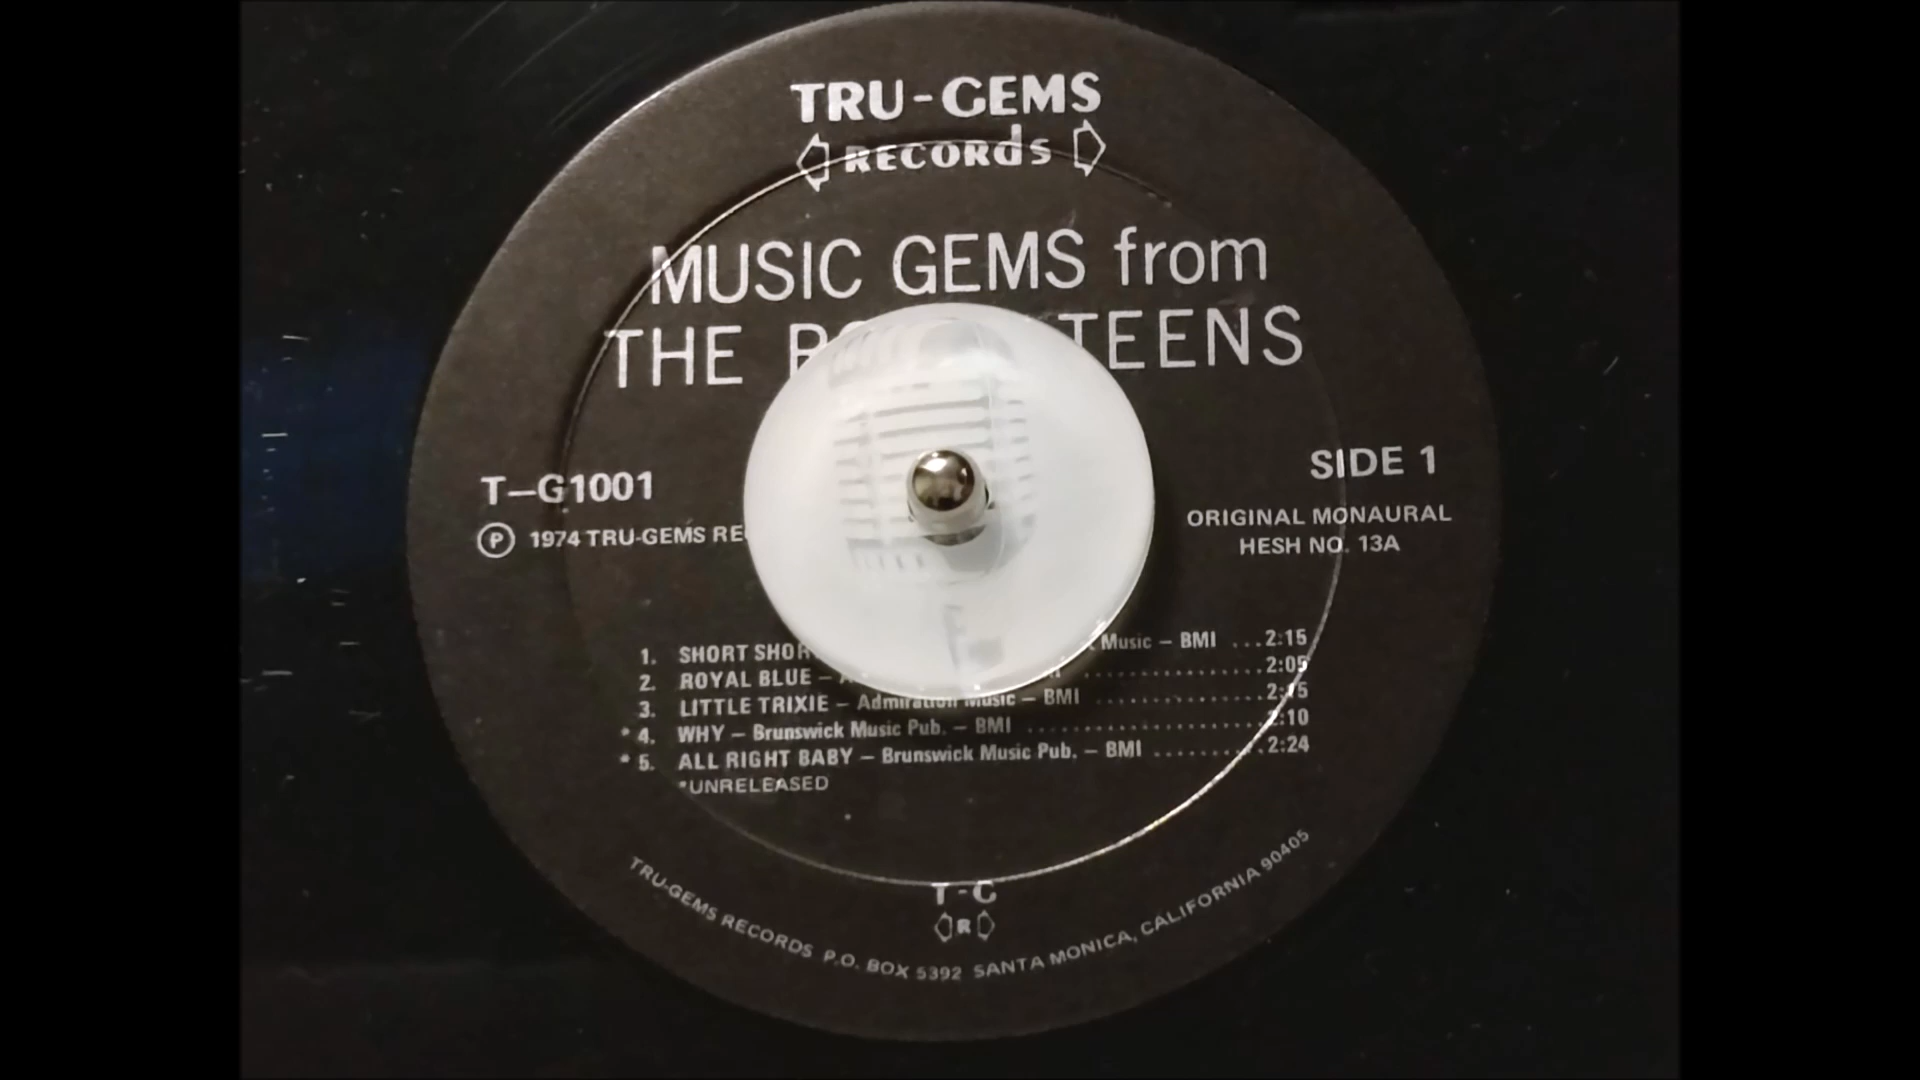 TRU-GEMS
RECORdS
MUSIC GEMS from
THE TEENS
T—G1001
SIDE 1
Ⓟ 1974 TRU-GEMS
ORIGINAL MONAURAL
HESH NO. 13A
1. SHORT Music — BMI ...2:15
2. ROYAL BLUE — ..............2:05
3. LITTLE TRIXIE — Admiration Music — BMI ..............2:15
* 4. WHY — Brunswick Music Pub. — BMI ....................2:10
* 5. ALL RIGHT BABY — Brunswick Music Pub. — BMI .........2:24
*UNRELEASED
T-G
R
TRU-GEMS RECORDS P.O. BOX 5392 SANTA MONICA, CALIFORNIA 90405